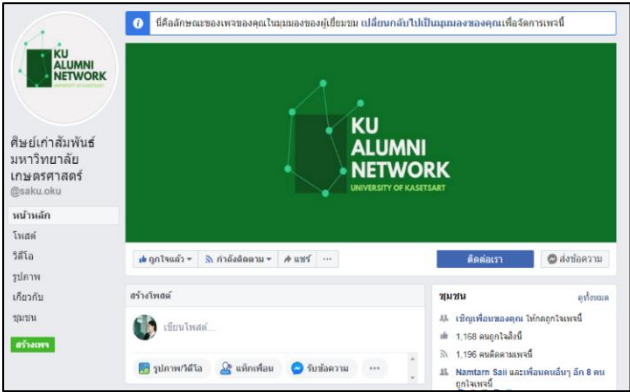 นี่คือลักษณะของเพจของคุณในมุมมองของผู้เยี่ยมชม เปลี่ยนกลับไปเป็นมุมมองของคุณเพื่อจัดการเพจนี้
KU
ALUMNI
NETWORK
UNIVERSITY OF KASETSART
ศิษย์เก่าสัมพันธ์
มหาวิทยาลัย
เกษตรศาสตร์
@saku.oku
หน้าหลัก
โพสต์
วิดีโอ
รูปภาพ
เกี่ยวกับ
ชุมชน
สร้างเพจ
KU
ALUMNI
NETWORK
UNIVERSITY OF KASETSART
ถูกใจแล้ว กำลังติดตาม แชร์ ...
ติดต่อเรา ส่งข้อความ
สร้างโพสต์
เขียนโพสต์...
รูปภาพ/วิดีโอ แท็กเพื่อน รับข้อความ ...
ชุมชน ดูทั้งหมด
เชิญเพื่อนของคุณ ให้กดถูกใจเพจนี้
1,168 คนถูกใจสิ่งนี้
1,196 คนติดตามเพจนี้
Namtarn Saii และเพื่อนคนอื่นๆ อีก 8 คน
ถูกใจเพจนี้